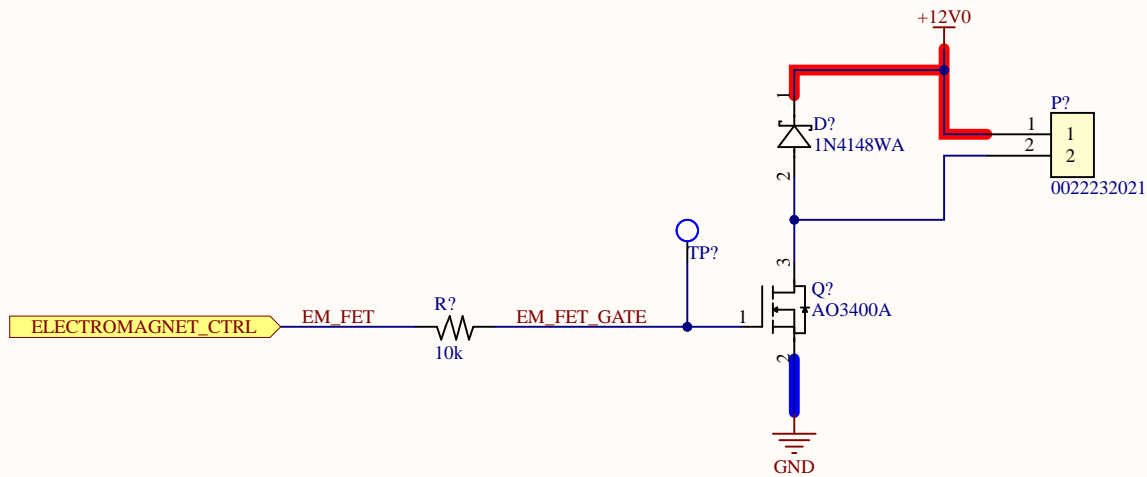 +12V0
P?
1
1
1
D?
1N4148WA
2
2
2
0022232021
TP?
3
Q?
AO3400A
R?
ELECTROMAGNET_CTRL
EM_FET
EM_FET_GATE
1
10k
2
GND